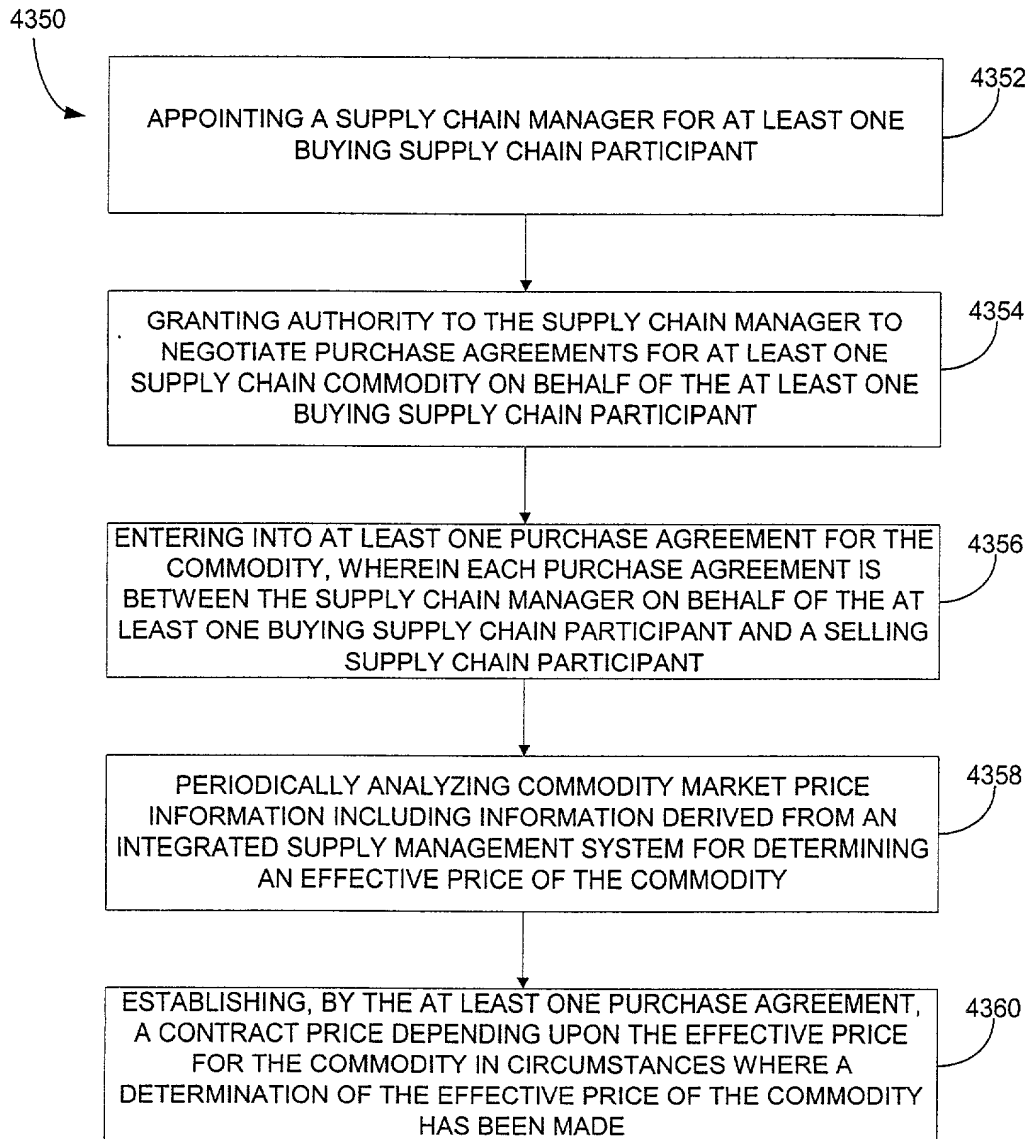 4350
4352
APPOINTING A SUPPLY CHAIN MANAGER FOR AT LEAST ONE
BUYING SUPPLY CHAIN PARTICIPANT
4354
GRANTING AUTHORITY TO THE SUPPLY CHAIN MANAGER TO
NEGOTIATE PURCHASE AGREEMENTS FOR AT LEAST ONE
SUPPLY CHAIN COMMODITY ON BEHALF OF THE AT LEAST ONE
BUYING SUPPLY CHAIN PARTICIPANT
4356
ENTERING INTO AT LEAST ONE PURCHASE AGREEMENT FOR THE
COMMODITY, WHEREIN EACH PURCHASE AGREEMENT IS
BETWEEN THE SUPPLY CHAIN MANAGER ON BEHALF OF THE AT
LEAST ONE BUYING SUPPLY CHAIN PARTICIPANT AND A SELLING
SUPPLY CHAIN PARTICIPANT
4358
PERIODICALLY ANALYZING COMMODITY MARKET PRICE
INFORMATION INCLUDING INFORMATION DERIVED FROM AN
INTEGRATED SUPPLY MANAGEMENT SYSTEM FOR DETERMINING
AN EFFECTIVE PRICE OF THE COMMODITY
4360
ESTABLISHING, BY THE AT LEAST ONE PURCHASE AGREEMENT,
A CONTRACT PRICE DEPENDING UPON THE EFFECTIVE PRICE
FOR THE COMMODITY IN CIRCUMSTANCES WHERE A
DETERMINATION OF THE EFFECTIVE PRICE OF THE COMMODITY
HAS BEEN MADE